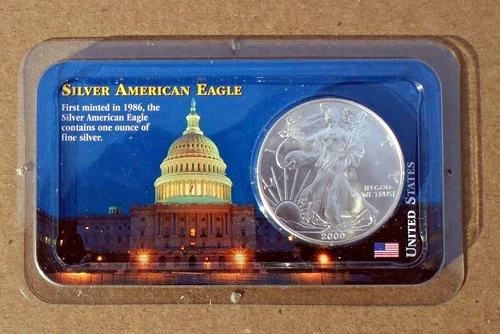 SILVER AMERICAN EAGLE
First minted in 1986, the
Silver American Eagle
contains one ounce of
fine silver.
IN GOD
WE TRUST
2000
UNITED STATES